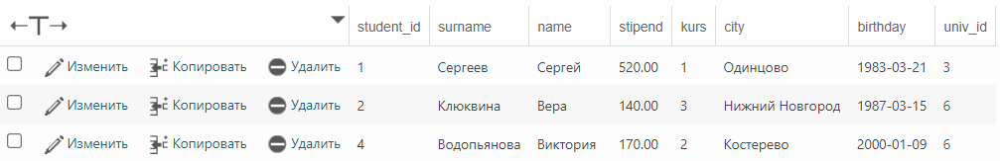 ←T→ student_id surname name stipend kurs city birthday univ_id
Изменить Копировать Удалить 1 Сергеев Сергей 520.00 1 Одинцово 1983-03-21 3
Изменить Копировать Удалить 2 Клюквина Вера 140.00 3 Нижний Новгород 1987-03-15 6
Изменить Копировать Удалить 4 Водопьянова Виктория 170.00 2 Костерево 2000-01-09 6